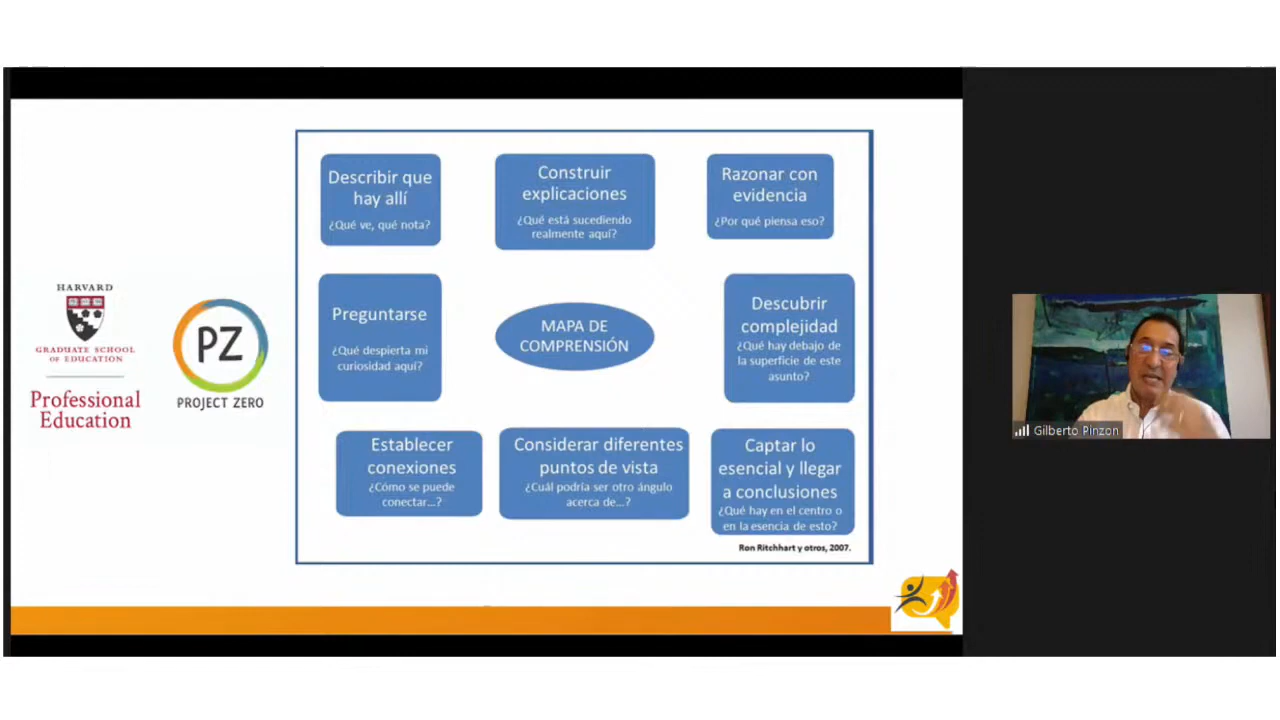 Describir que
hay allí
¿Qué ve, qué nota?
Construir
explicaciones
¿Qué está sucediendo
realmente aquí?
Razonar con
evidencia
¿Por qué piensa eso?
HARVARD
GRADUATE SCHOOL
OF EDUCATION
Professional
Education
PZ
PROJECT ZERO
Preguntarse
¿Qué despierta mi
curiosidad aquí?
MAPA DE
COMPRENSIÓN
Descubrir
complejidad
¿Qué hay debajo de
la superficie de este
asunto?
Gilberto Pinzon
Establecer
conexiones
¿Cómo se puede
conectar...?
Considerar diferentes
puntos de vista
¿Cuál podría ser otro ángulo
acerca de...?
Captar lo
esencial y llegar
a conclusiones
¿Qué hay en el centro o
en la esencia de esto?
Ron Ritchhart y otros, 2007.